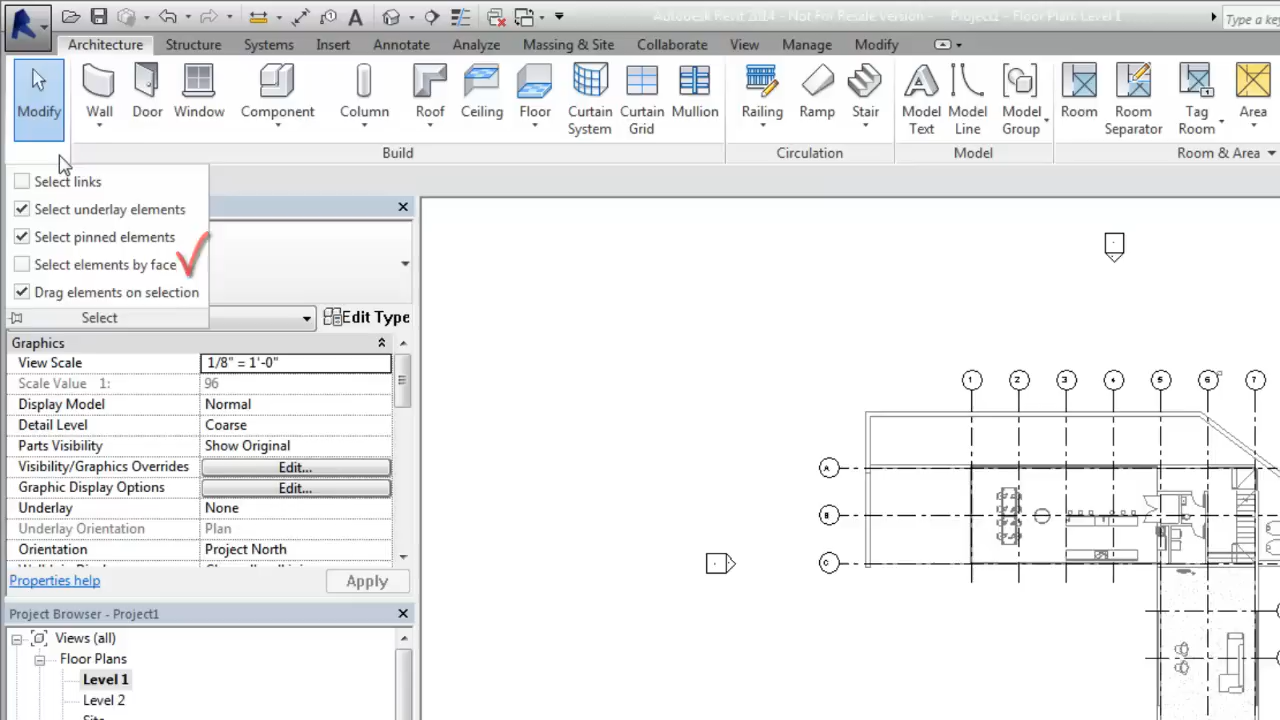 Autodesk Revit 2014 - Not For Resale Version - Project1 - Floor Plan: Level 1
Type a key
Architecture Structure Systems Insert Annotate Analyze Massing & Site Collaborate View Manage Modify
Modify Wall Door Window Component Column Roof Ceiling Floor Curtain System Curtain Grid Mullion Railing Ramp Stair Model Text Model Line Model Group Room Room Separator Tag Room Area
Build Circulation Model Room & Area
Select links
Select underlay elements
Select pinned elements
Select elements by face
Drag elements on selection
Select
Edit Type
Graphics
View Scale 1/8" = 1'-0"
Scale Value 1: 96
Display Model Normal
Detail Level Coarse
Parts Visibility Show Original
Visibility/Graphics Overrides Edit...
Graphic Display Options Edit...
Underlay None
Underlay Orientation Plan
Orientation Project North
Properties help Apply
Project Browser - Project1
Views (all)
Floor Plans
Level 1
Level 2
1 2 3 4 5 6 7
A
B
C